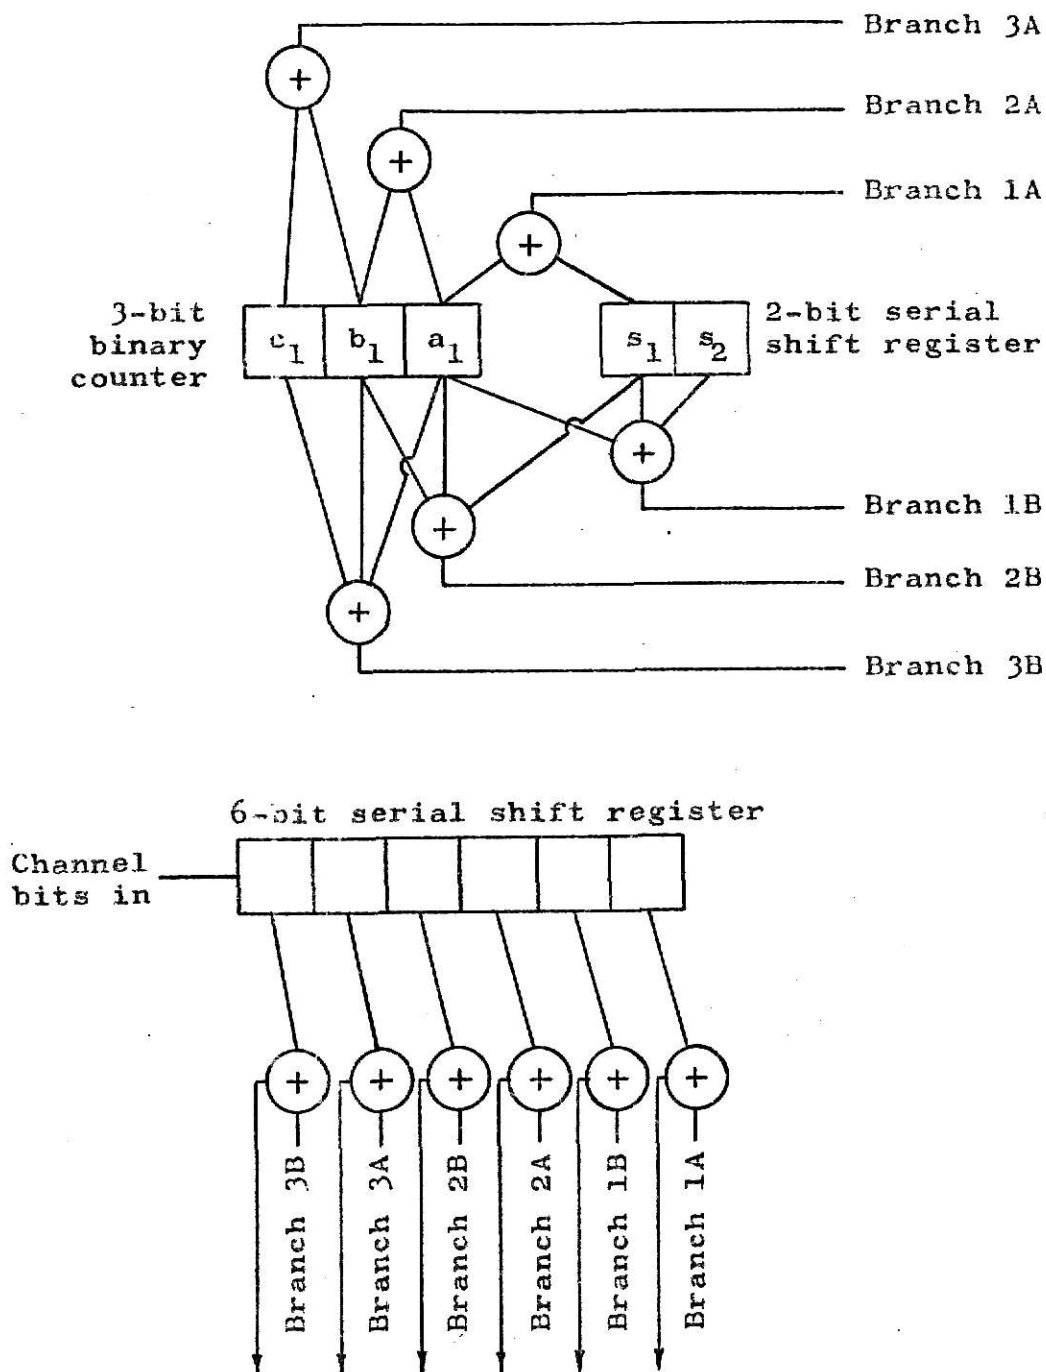 Branch 3A
+
Branch 2A
+
Branch 1A
+
3-bit
binary
counter
c1 b1 a1
s1 s2
2-bit serial
shift register
+
Branch 1B
+
Branch 2B
+
Branch 3B
6-bit serial shift register
Channel
bits in
+ + + + + +
Branch 3B
Branch 3A
Branch 2B
Branch 2A
Branch 1B
Branch 1A